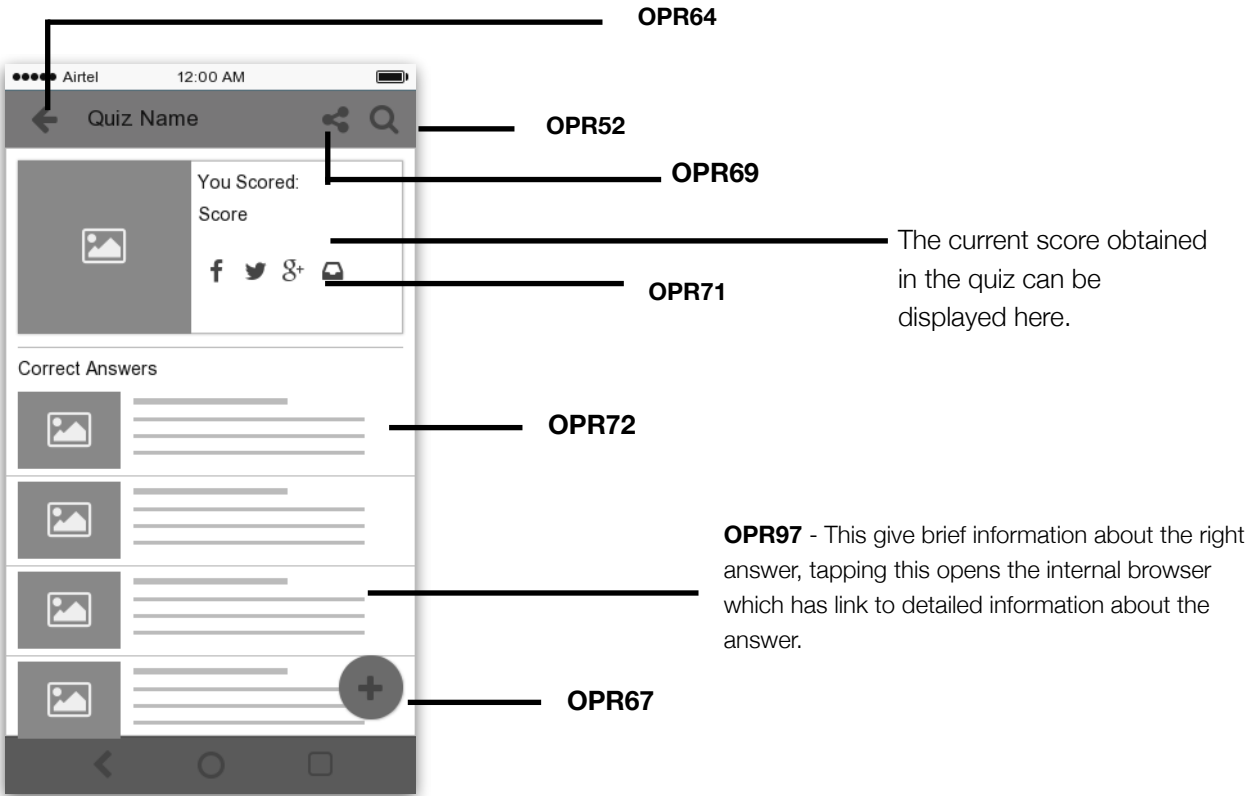 OPR64
Airtel 12:00 AM
Quiz Name
OPR52
OPR69
You Scored:
Score
The current score obtained
in the quiz can be
displayed here.
f g+
OPR71
Correct Answers
OPR72
OPR97 - This give brief information about the right
answer, tapping this opens the internal browser
which has link to detailed information about the
answer.
OPR67